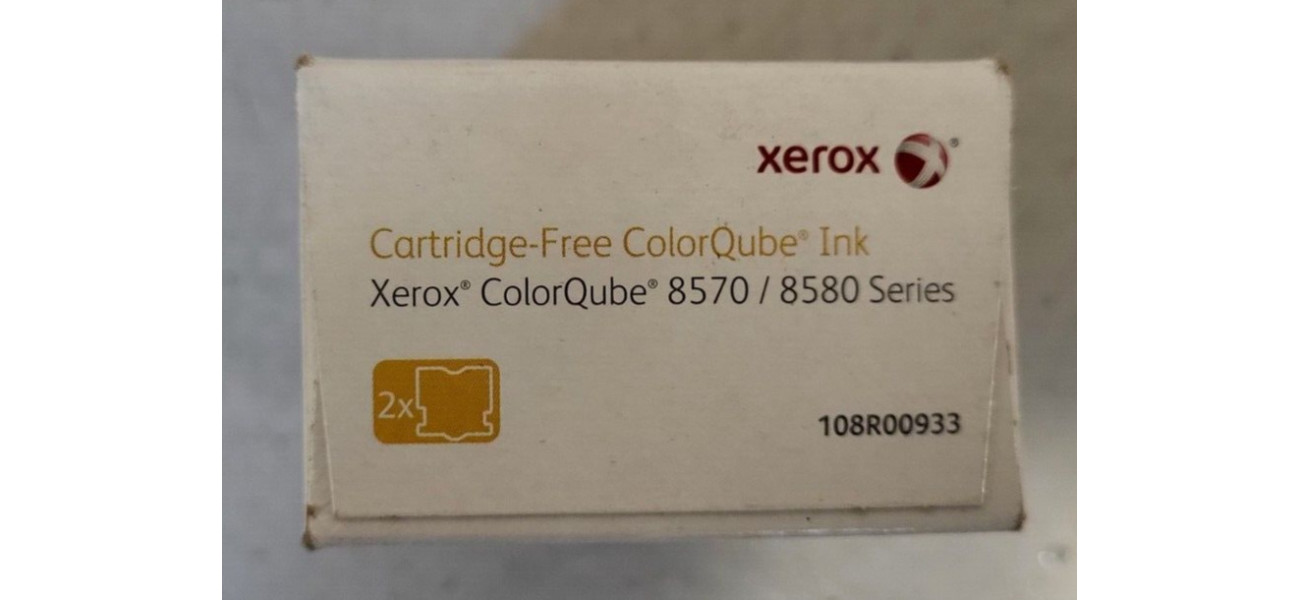 xerox ®
Cartridge-Free ColorQube® Ink
Xerox® ColorQube® 8570 / 8580 Series
2x
108R00933